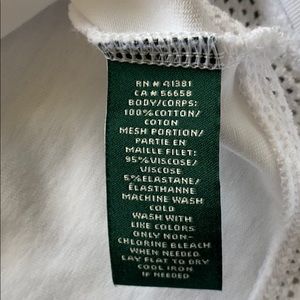 RN # 41381
CA # 56658
BODY/CORPS:
100%COTTON/
COTON
MESH PORTION/
PARTIE EN
MAILLE FILET:
95%VISCOSE/
VISCOSE
5%ELASTANE/
ÉLASTHANNE
MACHINE WASH
COLD
WASH WITH
LIKE COLORS
ONLY NON-
CHLORINE BLEACH
WHEN NEEDED
LAY FLAT TO DRY
COOL IRON
IF NEEDED